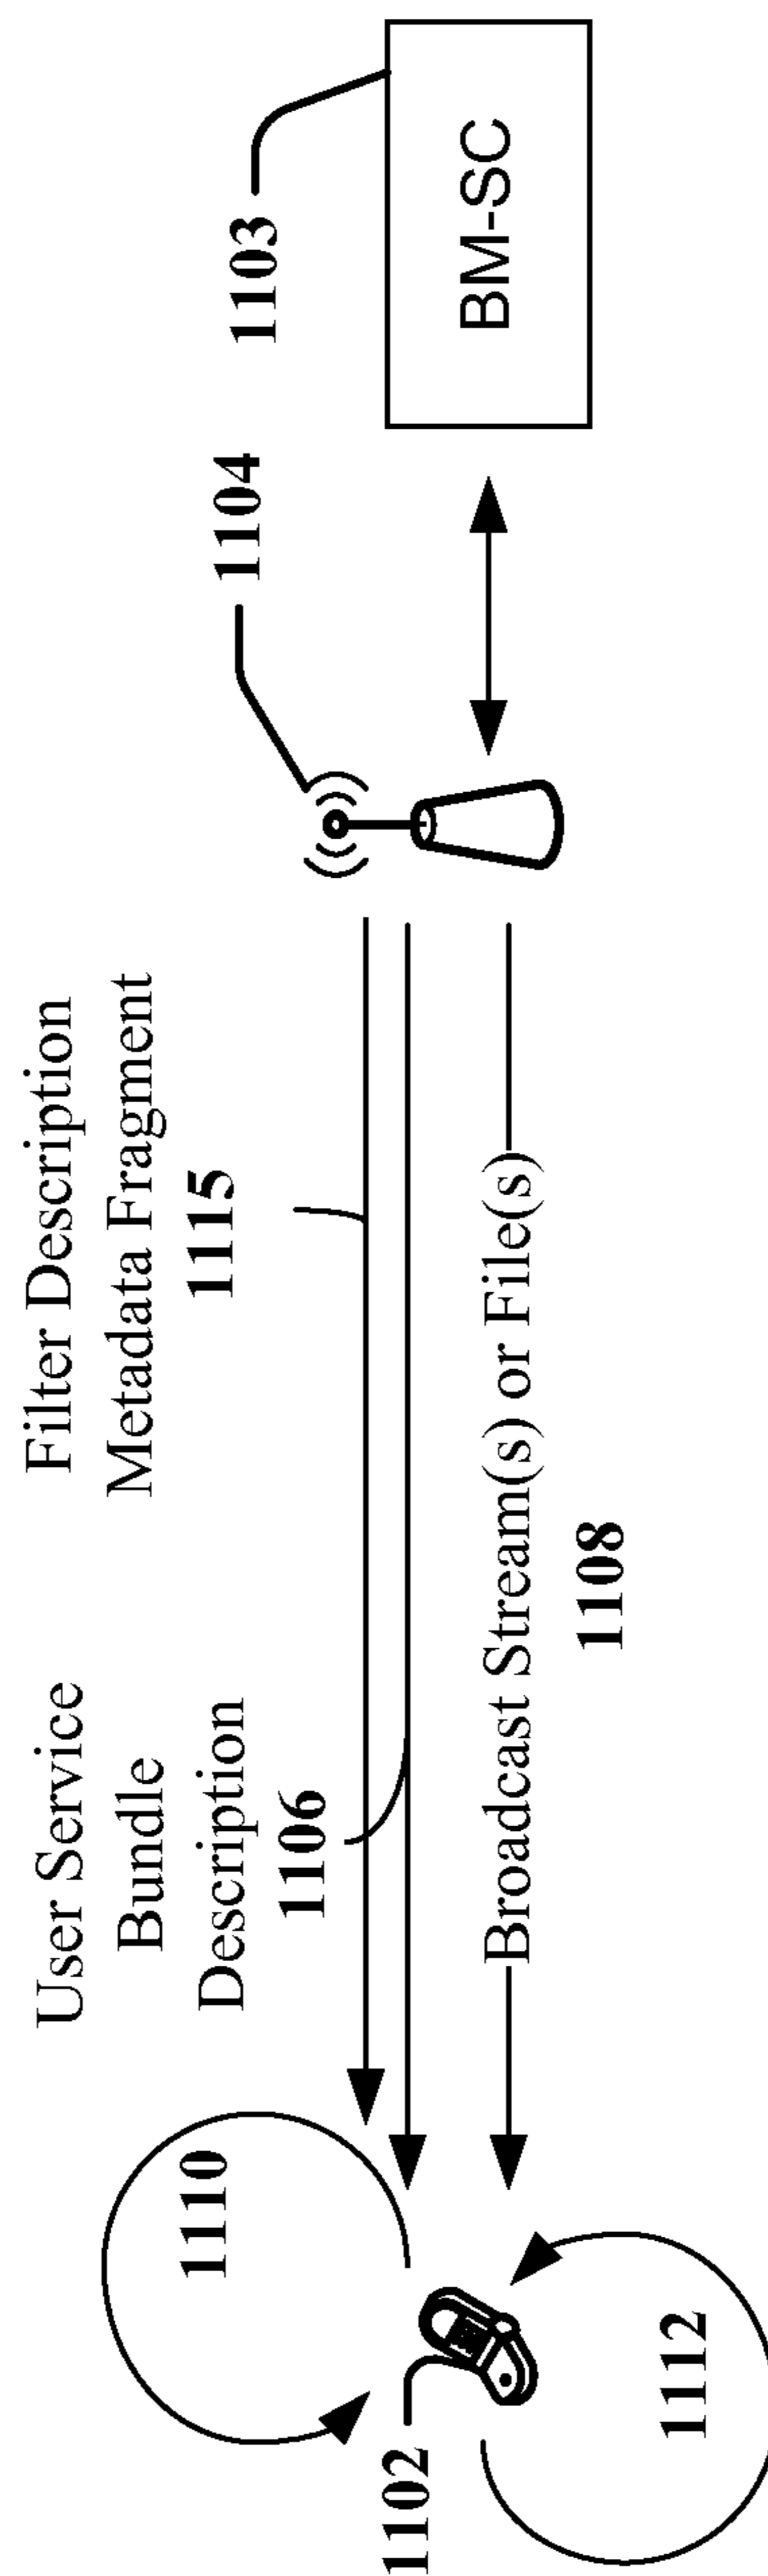 User Service
Bundle
Description
1106
Filter Description
Metadada Fragment
1115
1110
1104
1103
1102
Broadcast Stream(s) or File(s)
1108
BM-SC
1112